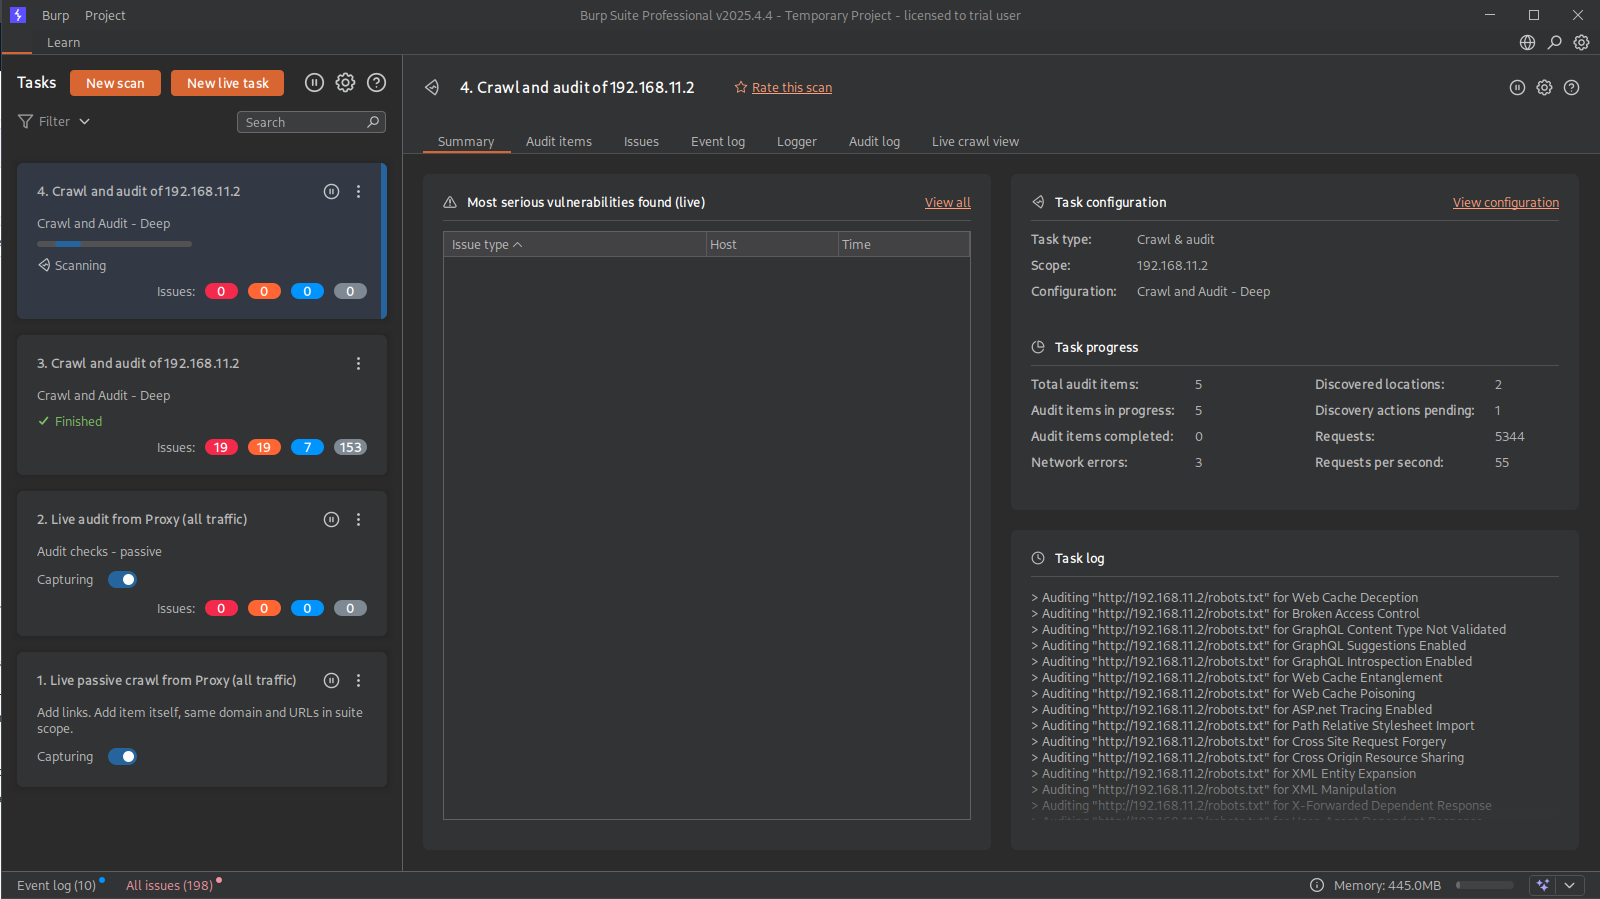 Burp Project Burp Suite Professional v2025.4.4 - Temporary Project - licensed to trial user
Learn
Tasks New scan New live task
Filter Search
4. Crawl and audit of 192.168.11.2
Crawl and Audit - Deep
Scanning
Issues: 0 0 0 0
3. Crawl and audit of 192.168.11.2
Crawl and Audit - Deep
Finished
Issues: 19 19 7 153
2. Live audit from Proxy (all traffic)
Audit checks - passive
Capturing
Issues: 0 0 0 0
1. Live passive crawl from Proxy (all traffic)
Add links. Add item itself, same domain and URLs in suite
scope.
Capturing
4. Crawl and audit of 192.168.11.2 Rate this scan
Summary Audit items Issues Event log Logger Audit log Live crawl view
Most serious vulnerabilities found (live) View all
Issue type Host Time
Task configuration View configuration
Task type: Crawl & audit
Scope: 192.168.11.2
Configuration: Crawl and Audit - Deep
Task progress
Total audit items: 5 Discovered locations: 2
Audit items in progress: 5 Discovery actions pending: 1
Audit items completed: 0 Requests: 5344
Network errors: 3 Requests per second: 55
Task log
> Auditing "http://192.168.11.2/robots.txt" for Web Cache Deception
> Auditing "http://192.168.11.2/robots.txt" for Broken Access Control
> Auditing "http://192.168.11.2/robots.txt" for GraphQL Content Type Not Validated
> Auditing "http://192.168.11.2/robots.txt" for GraphQL Suggestions Enabled
> Auditing "http://192.168.11.2/robots.txt" for GraphQL Introspection Enabled
> Auditing "http://192.168.11.2/robots.txt" for Web Cache Entanglement
> Auditing "http://192.168.11.2/robots.txt" for Web Cache Poisoning
> Auditing "http://192.168.11.2/robots.txt" for ASP.net Tracing Enabled
> Auditing "http://192.168.11.2/robots.txt" for Path Relative Stylesheet Import
> Auditing "http://192.168.11.2/robots.txt" for Cross Site Request Forgery
> Auditing "http://192.168.11.2/robots.txt" for Cross Origin Resource Sharing
> Auditing "http://192.168.11.2/robots.txt" for XML Entity Expansion
> Auditing "http://192.168.11.2/robots.txt" for XML Manipulation
> Auditing "http://192.168.11.2/robots.txt" for X-Forwarded Dependent Response
Event log (10) All issues (198) Memory: 445.0MB